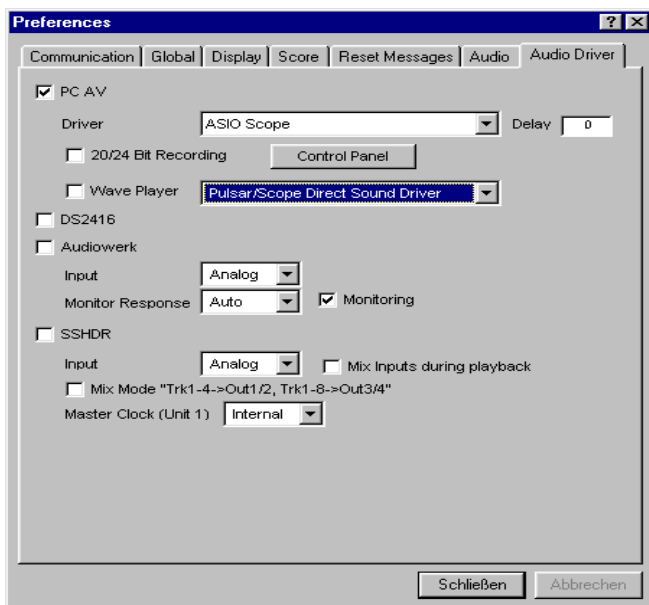 Preferences
Communication Global Display Score Reset Messages Audio Audio Driver
PC AV
Driver ASIO Scope Delay 0
20/24 Bit Recording Control Panel
Wave Player Pulsar/Scope Direct Sound Driver
DS2416
Audiowerk
Input Analog
Monitor Response Auto Monitoring
SSHDR
Input Analog Mix Inputs during playback
Mix Mode "Trk1-4->Out1/2, Trk1-8->Out3/4"
Master Clock (Unit 1) Internal
Schließen Abbrechen